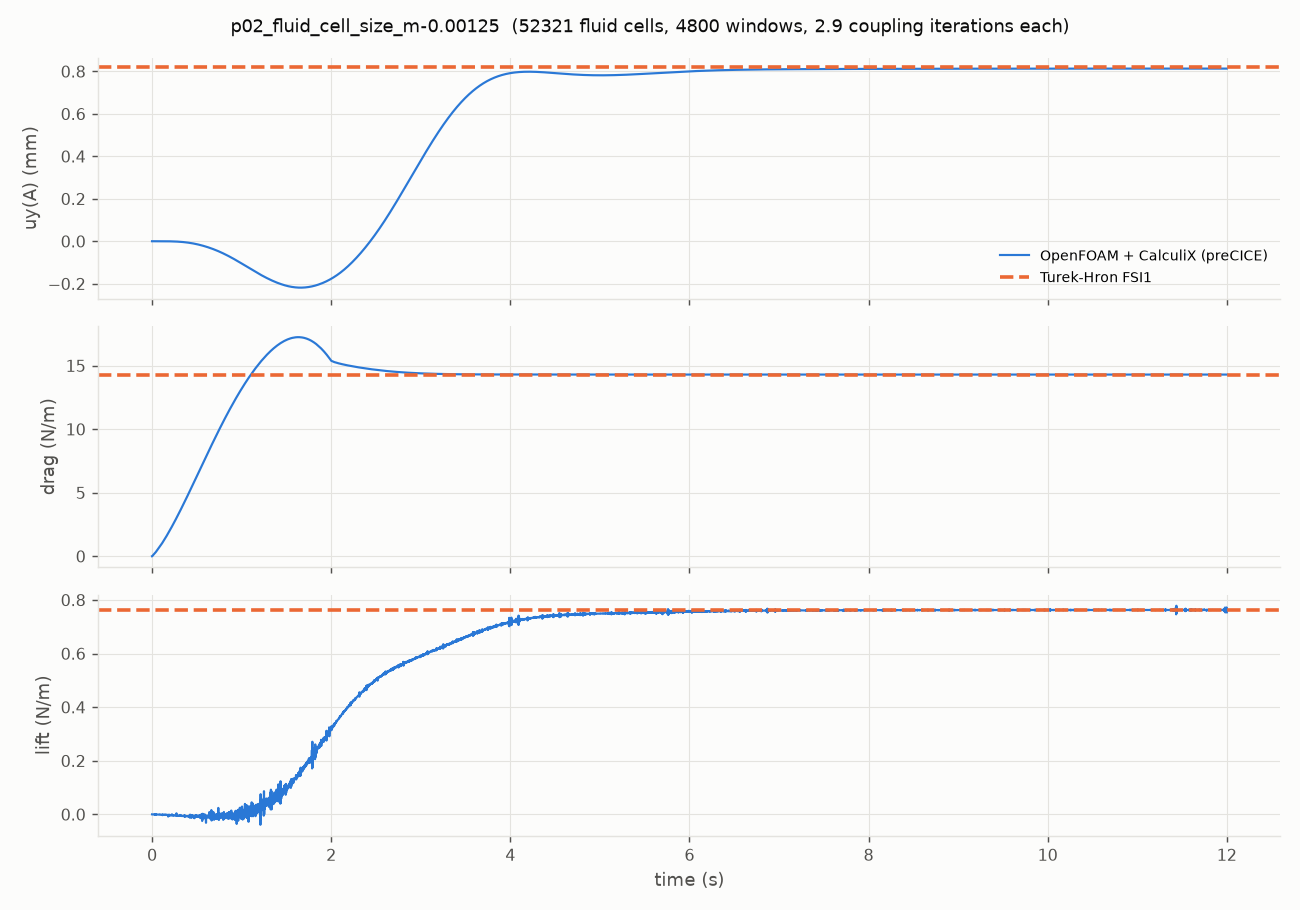 p02_fluid_cell_size_m-0.00125  (52321 fluid cells, 4800 windows, 2.9 coupling iterations each)
uy(A) (mm)
0.8
0.6
0.4
0.2
0.0
−0.2
OpenFOAM + CalculiX (preCICE)
Turek-Hron FSI1
drag (N/m)
15
10
5
0
lift (N/m)
0.8
0.6
0.4
0.2
0.0
0 2 4 6 8 10 12
time (s)